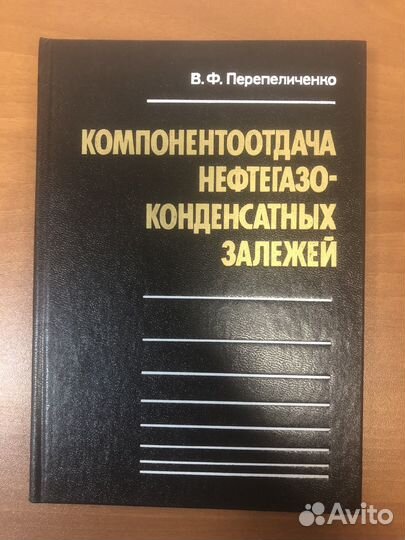 В. Ф. Перепеличенко
КОМПОНЕНТООТДАЧА
НЕФТЕГАЗО-
КОНДЕНСАТНЫХ
ЗАЛЕЖЕЙ
Avito